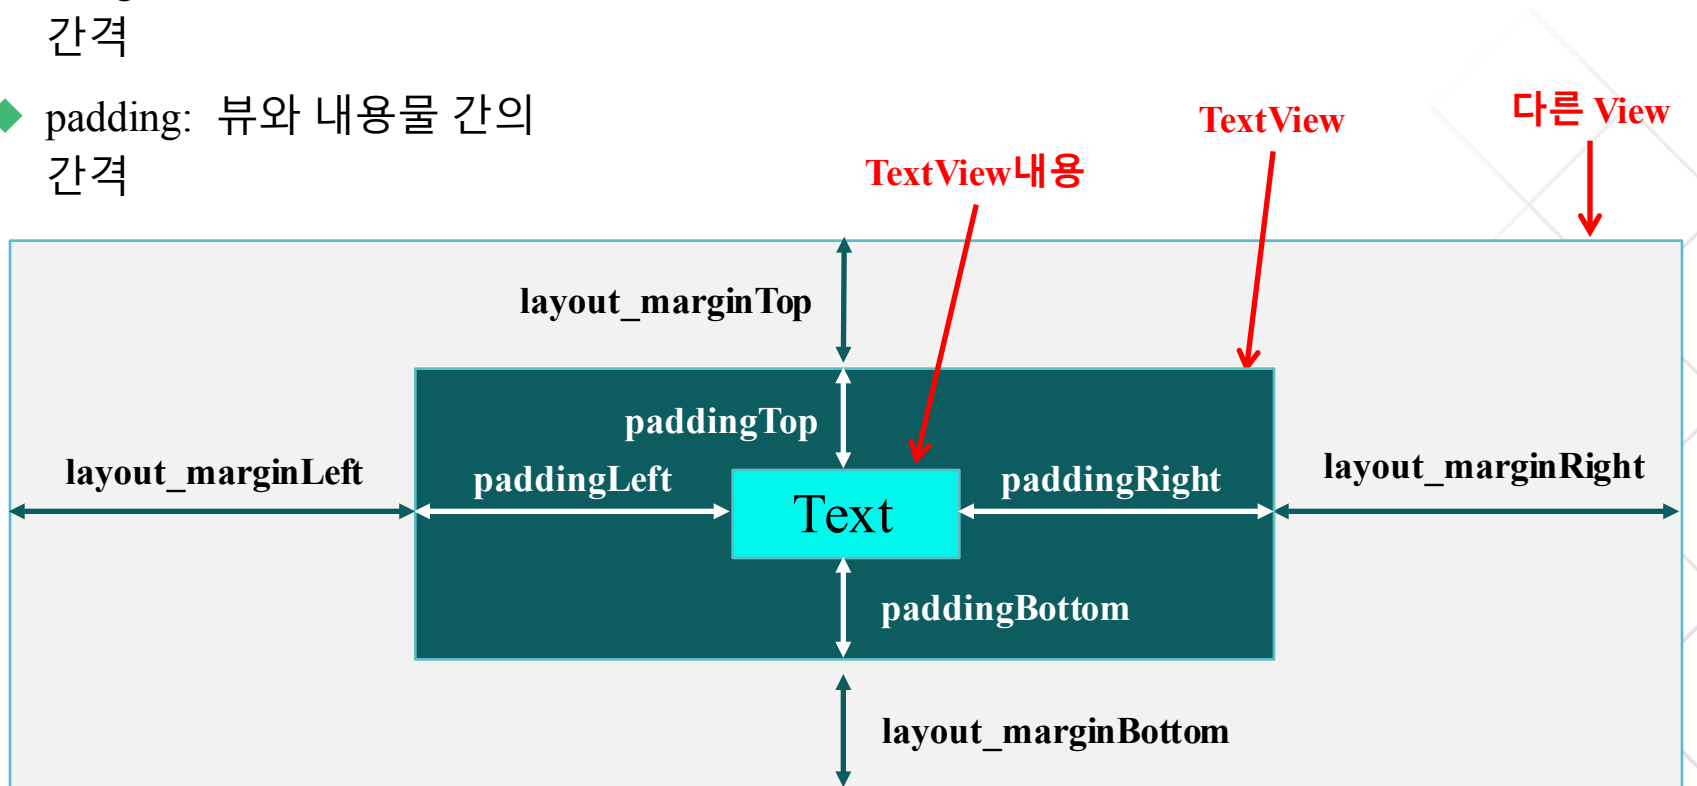 간격
padding: 뷰와 내용물 간의
간격
다른 View
TextView
TextView내용
layout_marginTop
paddingTop
layout_marginLeft
paddingLeft
Text
paddingRight
layout_marginRight
paddingBottom
layout_marginBottom